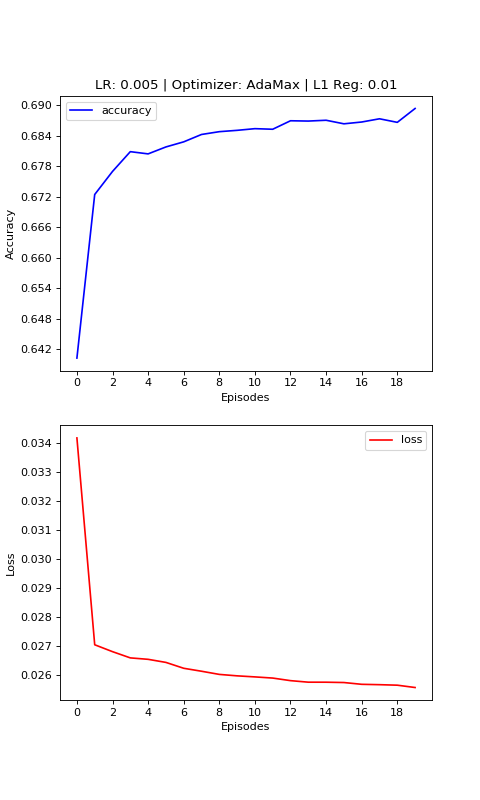 LR: 0.005 | Optimizer: AdaMax | L1 Reg: 0.01
accuracy
0.690
0.684
0.678
0.672
0.666
0.660
0.654
0.648
0.642
Accuracy
0 2 4 6 8 10 12 14 16 18
Episodes
loss
0.034
0.033
0.032
0.031
0.030
0.029
0.028
0.027
0.026
Loss
0 2 4 6 8 10 12 14 16 18
Episodes